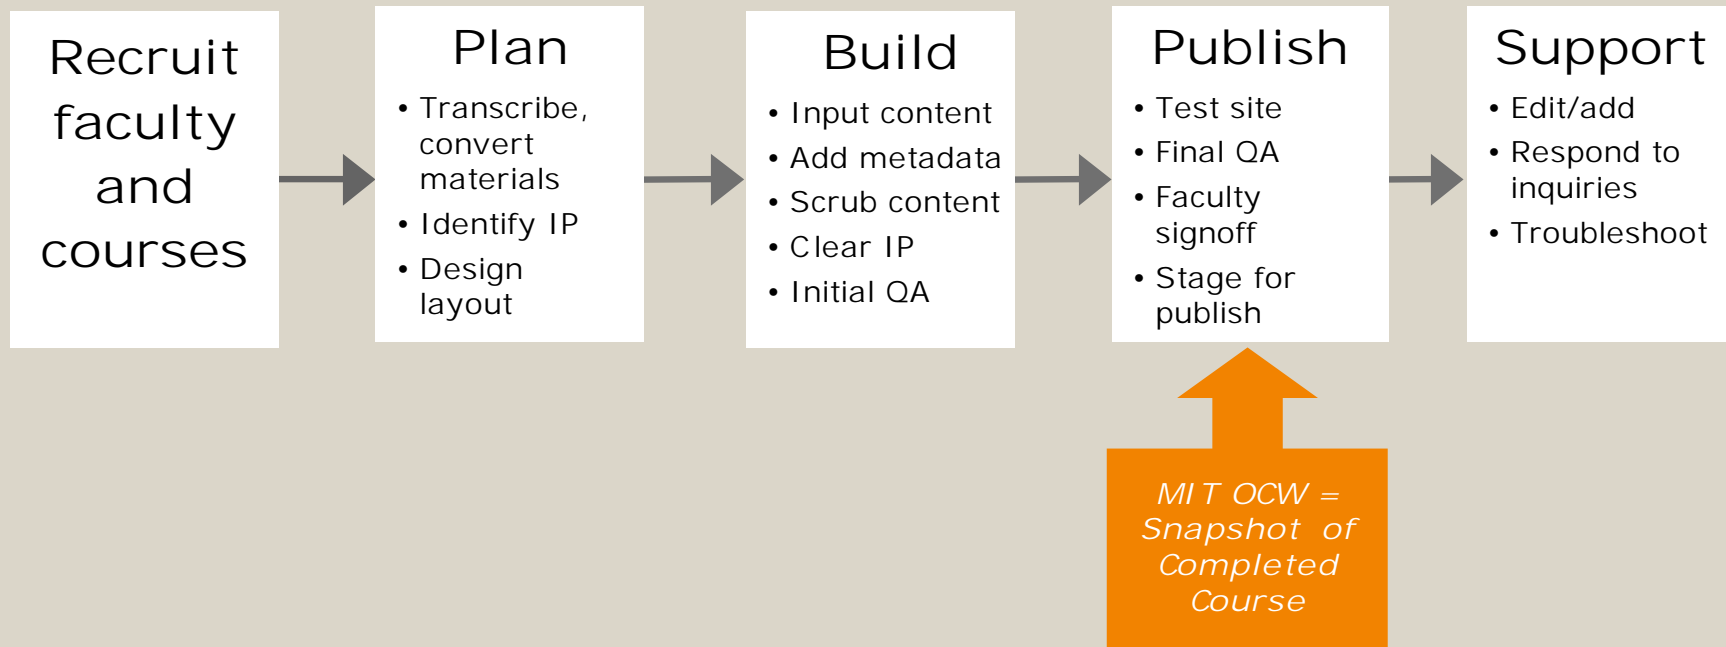 Recruit
faculty
and
courses
Plan
• Transcribe,
convert
materials
• Identify IP
• Design
layout
Build
• Input content
• Add metadata
• Scrub content
• Clear IP
• Initial QA
Publish
• Test site
• Final QA
• Faculty
signoff
• Stage for
publish
Support
• Edit/add
• Respond to
inquiries
• Troubleshoot
MIT OCW =
Snapshot of
Completed
Course